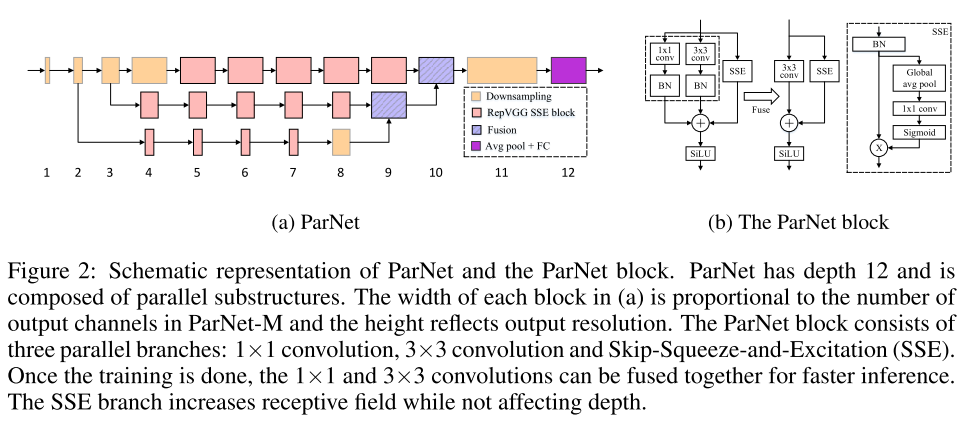 Downsampling
RepVGG SSE block
Fusion
Avg pool + FC
1 2 3 4 5 6 7 8 9 10 11 12
(a) ParNet
1x1 conv
3x3 conv
BN
BN
SSE
+
SiLU
Fuse
3x3 conv
SSE
+
SiLU
SSE
BN
Global avg pool
1x1 conv
Sigmoid
X
(b) The ParNet block
Figure 2: Schematic representation of ParNet and the ParNet block. ParNet has depth 12 and is
composed of parallel substructures. The width of each block in (a) is proportional to the number of
output channels in ParNet-M and the height reflects output resolution. The ParNet block consists of
three parallel branches: 1×1 convolution, 3×3 convolution and Skip-Squeeze-and-Excitation (SSE).
Once the training is done, the 1×1 and 3×3 convolutions can be fused together for faster inference.
The SSE branch increases receptive field while not affecting depth.